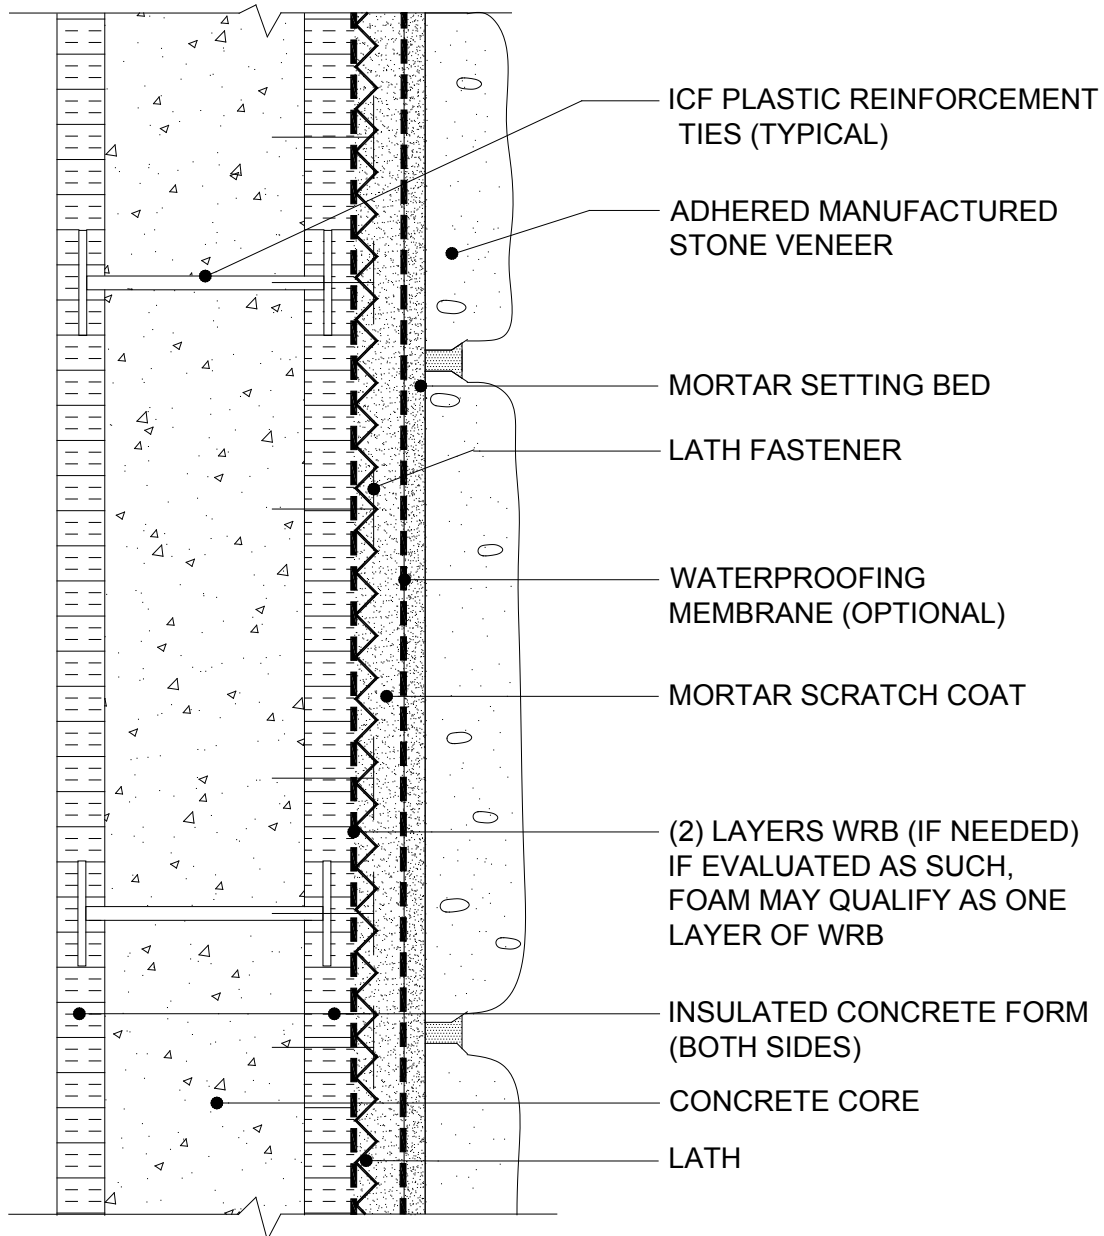 ICF PLASTIC REINFORCEMENT
TIES (TYPICAL)
ADHERED MANUFACTURED
STONE VENEER
MORTAR SETTING BED
LATH FASTENER
WATERPROOFING
MEMBRANE (OPTIONAL)
MORTAR SCRATCH COAT
(2) LAYERS WRB (IF NEEDED)
IF EVALUATED AS SUCH,
FOAM MAY QUALIFY AS ONE
LAYER OF WRB
INSULATED CONCRETE FORM
(BOTH SIDES)
CONCRETE CORE
LATH